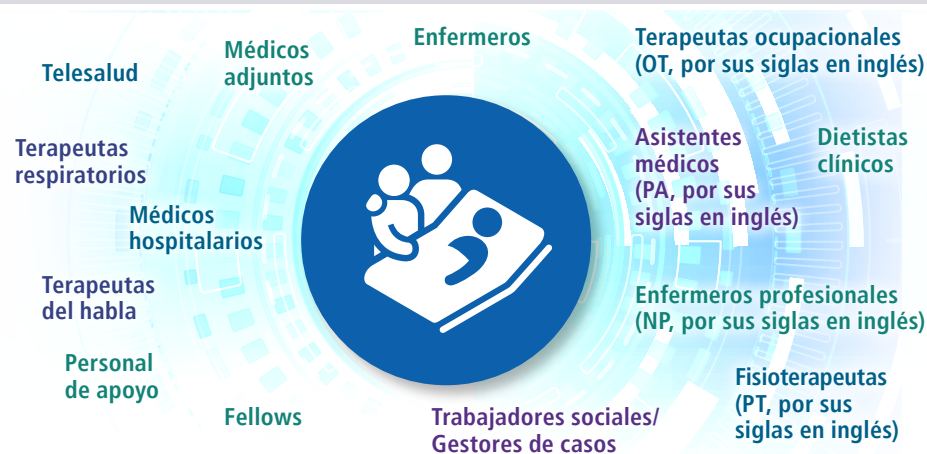 Telesalud
Médicos
adjuntos
Enfermeros
Terapeutas ocupacionales
(OT, por sus siglas en inglés)
Terapeutas
respiratorios
Asistentes
médicos
(PA, por sus
siglas en inglés)
Dietistas
clínicos
Médicos
hospitalarios
Terapeutas
del habla
Enfermeros profesionales
(NP, por sus siglas en inglés)
Personal
de apoyo
Fellows
Trabajadores sociales/
Gestores de casos
Fisioterapeutas
(PT, por sus
siglas en inglés)